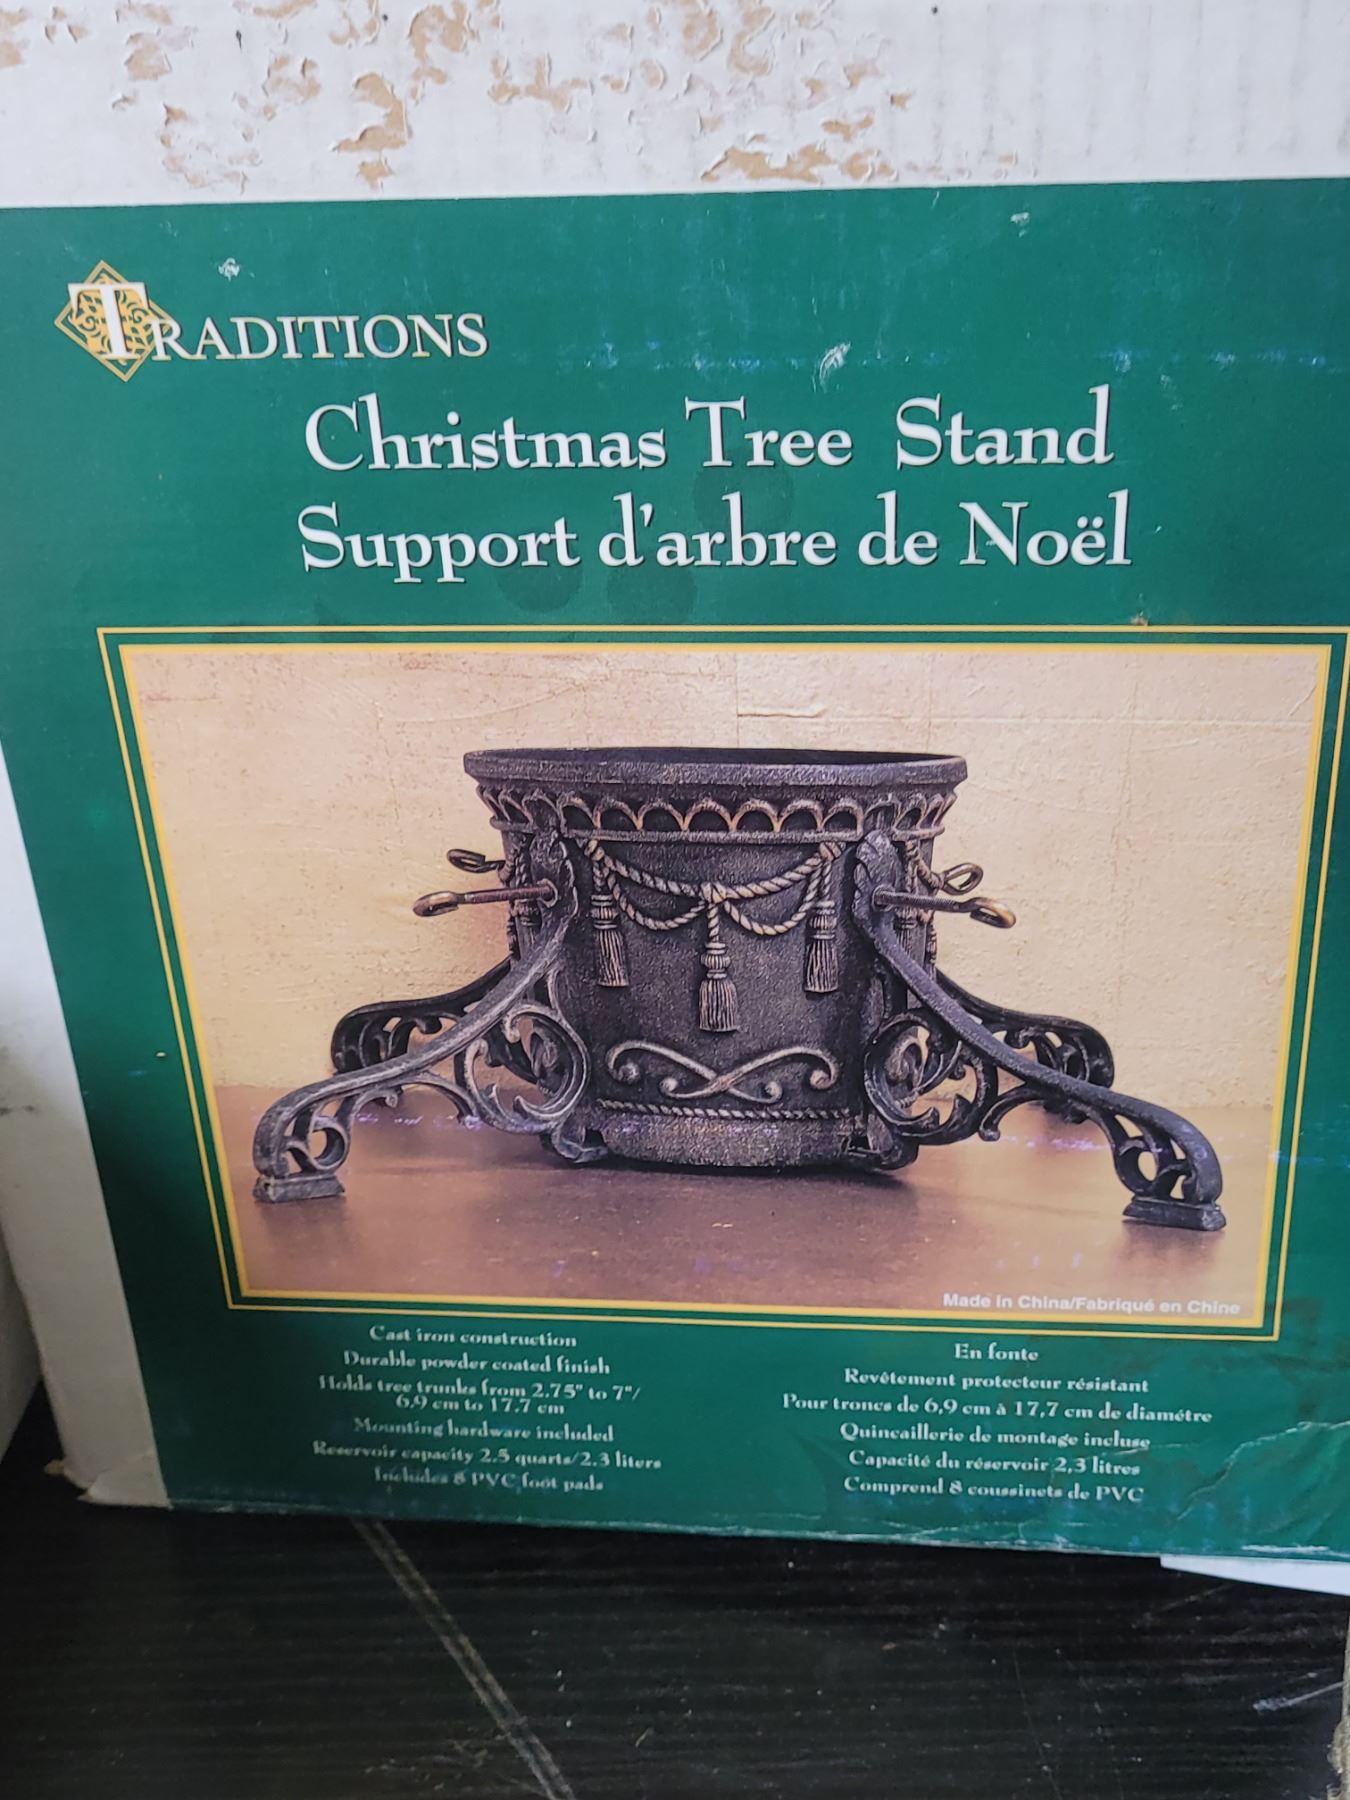 TRADITIONS
Christmas Tree Stand
Support d'arbre de Noël
Made in China/Fabriqué en Chine
Cast iron construction
Durable powder coated finish
Holds tree trunks from 2.75" to 7"/
6.9 cm to 17.7 cm
Mounting hardware included
Reservoir capacity 2.5 quarts/2.3 liters
Includes 8 PVC foot pads
En fonte
Revêtement protecteur résistant
Pour troncs de 6,9 cm à 17,7 cm de diamétre
Quincaillerie de montage incluse
Capacité du réservoir 2,3 litres
Comprend 8 coussinets de PVC